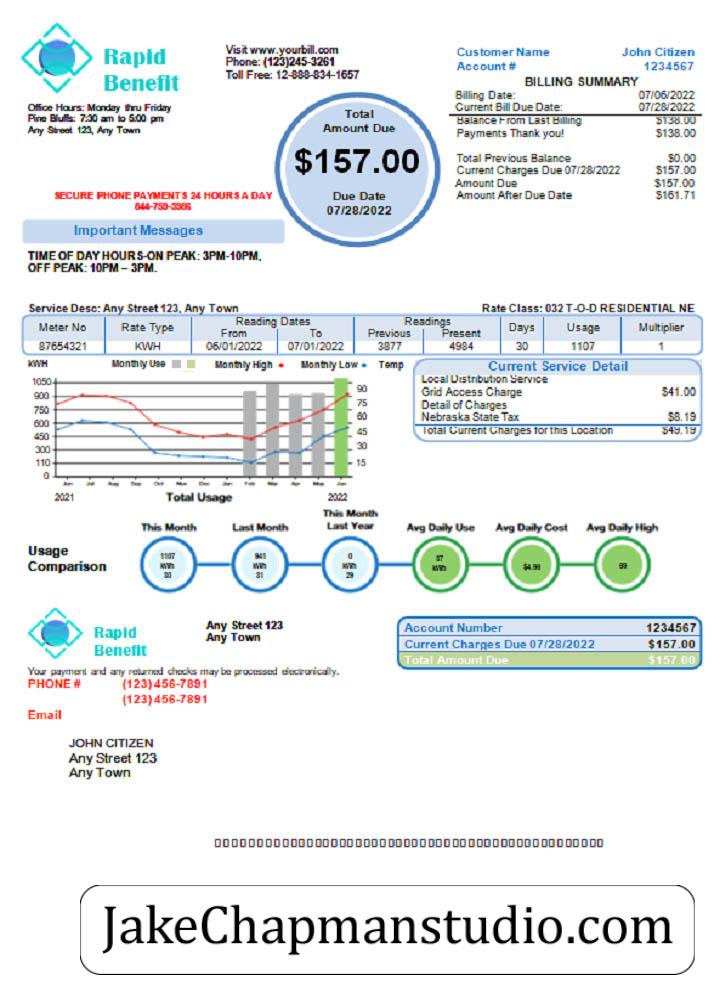 Rapid
Benefit
Visit www.yourbill.com
Phone: (123)245-3261
Toll Free: 12-888-834-1657
Customer Name John Citizen
Account # 1234567
BILLING SUMMARY
Billing Date: 07/06/2022
Current Bill Due Date: 07/28/2022
Balance From Last Billing $138.00
Payments Thank you! $138.00
Total Previous Balance $0.00
Current Charges Due 07/28/2022 $157.00
Amount Due $157.00
Amount After Due Date $161.71
Office Hours: Monday thru Friday
Pine Bluffs: 7:30 am to 5:00 pm
Any Street 123, Any Town
Total
Amount Due
$157.00
Due Date
07/28/2022
SECURE PHONE PAYMENTS 24 HOURS A DAY
Important Messages
TIME OF DAY HOURS-ON PEAK: 3PM-10PM,
OFF PEAK: 10PM – 3PM.
Service Desc: Any Street 123, Any Town Rate Class: 032 T-O-D RESIDENTIAL NE
Meter No Rate Type Reading Dates Readings Days Usage Multiplier
From To Previous Present
87654321 KWH 06/01/2022 07/01/2022 3877 4984 30 1107 1
KWH Monthly Use Monthly High Monthly Low Temp
1050 90
900 75
750 60
600 45
450 30
300 15
110
0
Jun Jul Aug Sep Oct Nov Dec Jan Feb Mar Apr May Jun
2021 Total Usage 2022
Current Service Detail
Local Distribution Service
Grid Access Charge $41.00
Detail of Charges
Nebraska State Tax $8.19
Total Current Charges for this Location $49.19
Usage
Comparison
This Month Last Month This Month
Last Year Avg Daily Use Avg Daily Cost Avg Daily High
1107
KWh
30
941
KWh
31
0
KWh
29
37
KWh
Rapid
Benefit
Any Street 123
Any Town
Account Number 1234567
Current Charges Due 07/28/2022 $157.00
Total Amount Due $157.00
Your payment and any returned checks may be processed electronically.
PHONE # (123)456-7891
(123)456-7891
Email
JOHN CITIZEN
Any Street 123
Any Town
JakeChapmanstudio.com